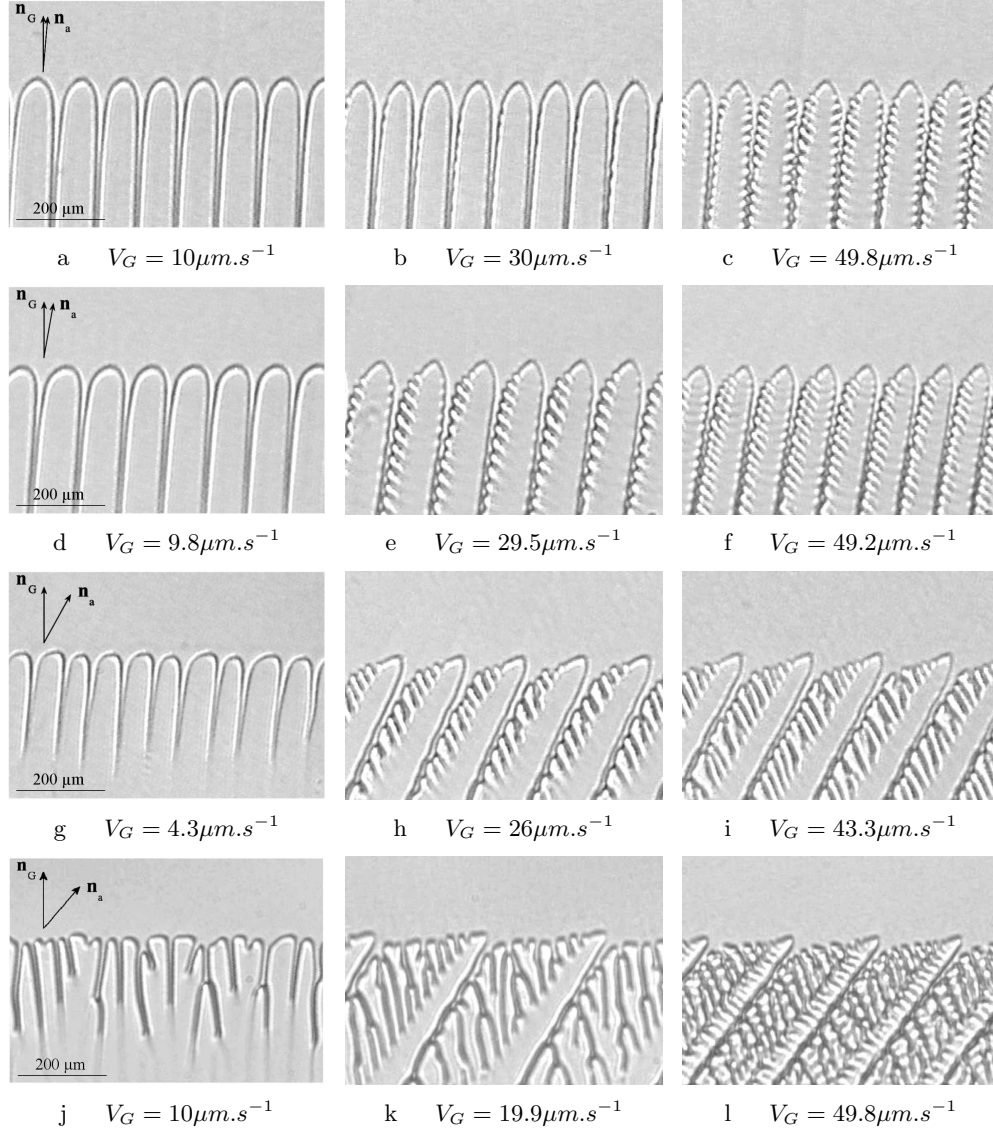 n_G n_a
200 µm
a V_G = 10µm.s⁻¹ b V_G = 30µm.s⁻¹ c V_G = 49.8µm.s⁻¹
n_G n_a
200 µm
d V_G = 9.8µm.s⁻¹ e V_G = 29.5µm.s⁻¹ f V_G = 49.2µm.s⁻¹
n_G n_a
200 µm
g V_G = 4.3µm.s⁻¹ h V_G = 26µm.s⁻¹ i V_G = 43.3µm.s⁻¹
n_G n_a
200 µm
j V_G = 10µm.s⁻¹ k V_G = 19.9µm.s⁻¹ l V_G = 49.8µm.s⁻¹